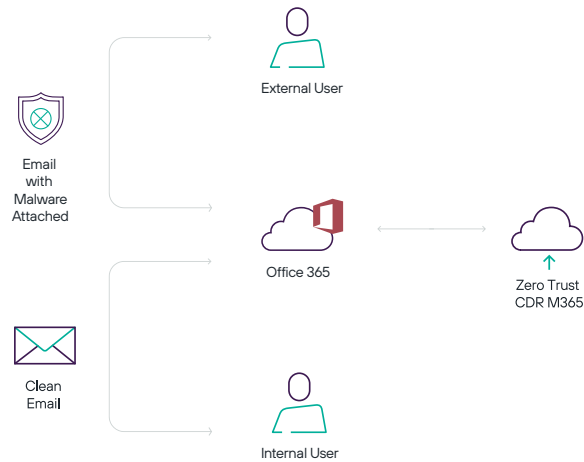 External User
Email
with
Malware
Attached
Office 365
Zero Trust
CDR M365
Clean
Email
Internal User